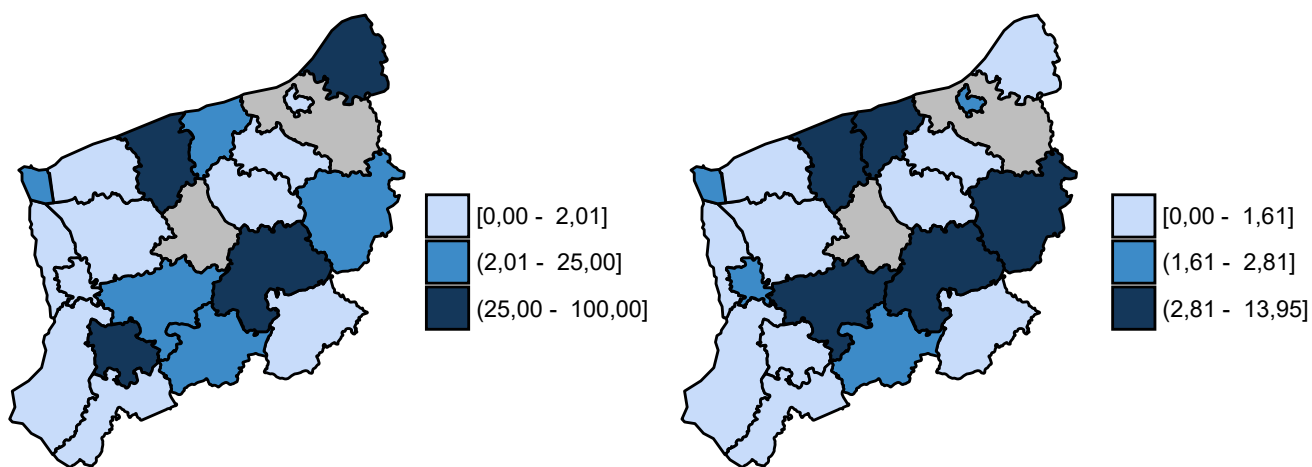 [0,00 - 2,01]
(2,01 - 25,00]
(25,00 - 100,00]
[0,00 - 1,61]
(1,61 - 2,81]
(2,81 - 13,95]